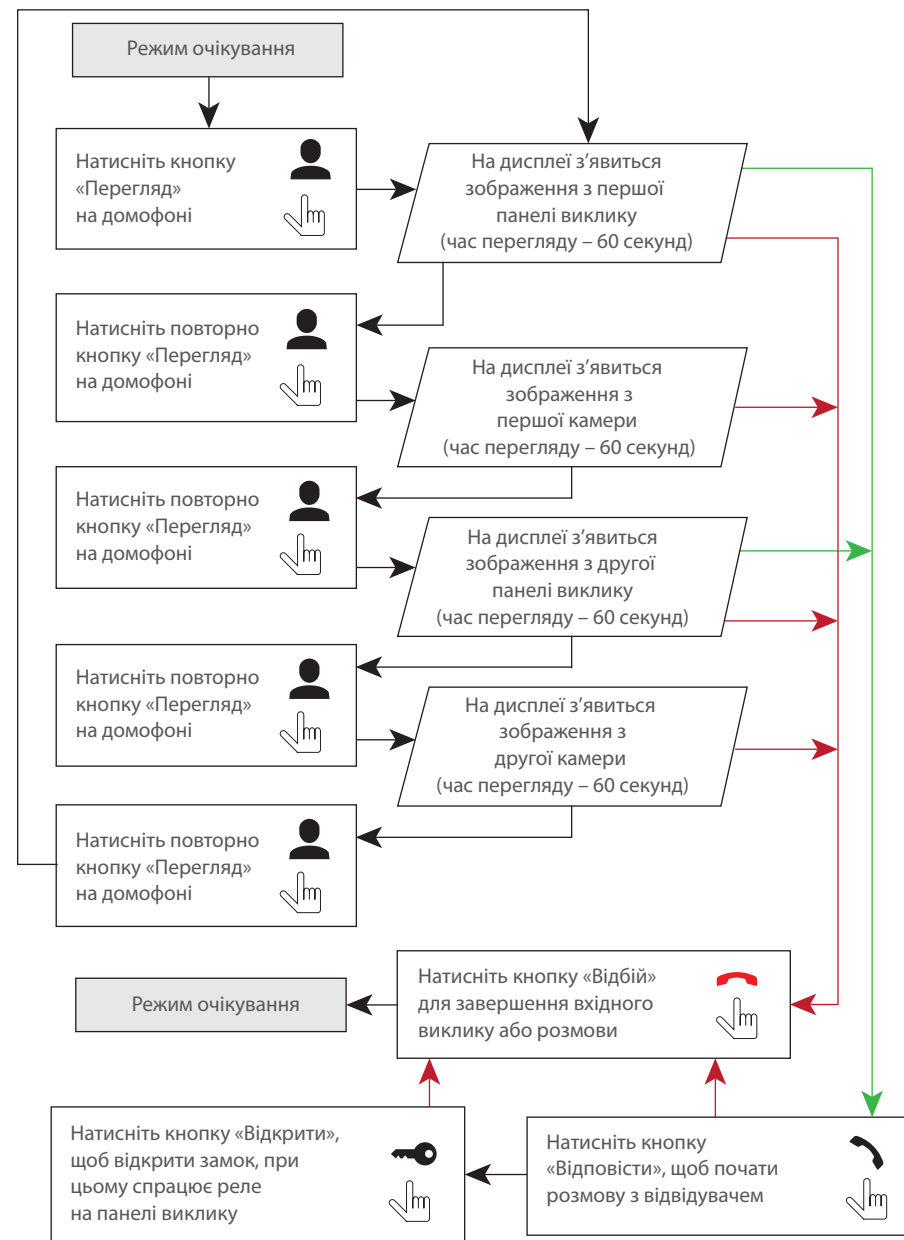 Режим очікування
Натисніть кнопку
«Перегляд»
на домофоні
На дисплеї з’явиться
зображення з першої
панелі виклику
(час перегляду – 60 секунд)
Натисніть повторно
кнопку «Перегляд»
на домофоні
На дисплеї з’явиться
зображення з
першої камери
(час перегляду – 60 секунд)
Натисніть повторно
кнопку «Перегляд»
на домофоні
На дисплеї з’явиться
зображення з другої
панелі виклику
(час перегляду – 60 секунд)
Натисніть повторно
кнопку «Перегляд»
на домофоні
На дисплеї з’явиться
зображення з
другої камери
(час перегляду – 60 секунд)
Натисніть повторно
кнопку «Перегляд»
на домофоні
Режим очікування
Натисніть кнопку «Відбій»
для завершення вхідного
виклику або розмови
Натисніть кнопку «Відкрити»,
щоб відкрити замок, при
цьому спрацює реле
на панелі виклику
Натисніть кнопку
«Відповісти», щоб почати
розмову з відвідувачем